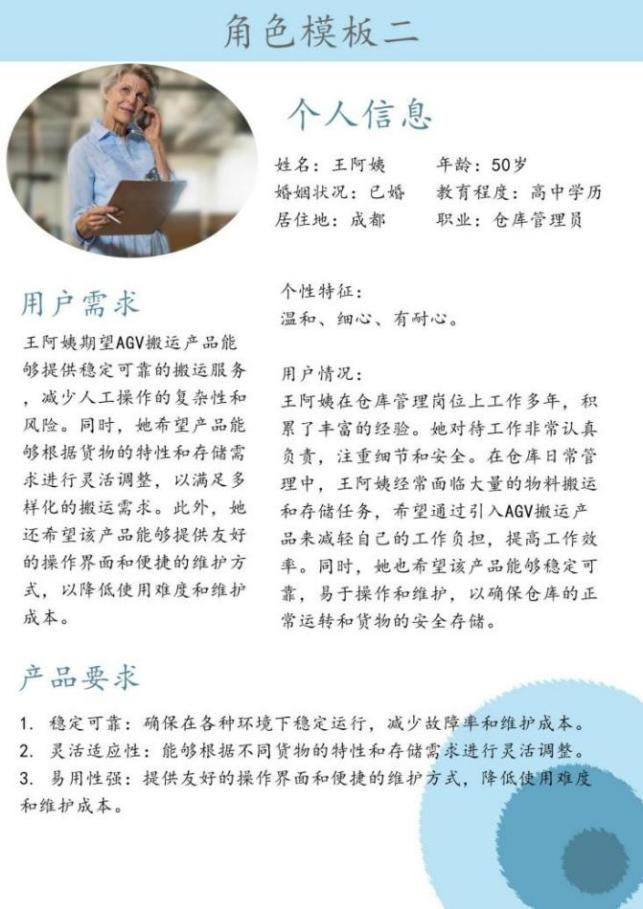 角色模板二
个人信息
姓名：王阿姨 年龄：50岁
婚姻状况：已婚 教育程度：高中学历
居住地：成都 职业：仓库管理员
个性特征：
温和、细心、有耐心。
用户需求
王阿姨期望AGV搬运产品能
够提供稳定可靠的搬运服务
，减少人工操作的复杂性和
风险。同时，她希望产品能
够根据货物的特性和存储需
求进行灵活调整，以满足多
样化的搬运需求。此外，她
还希望该产品能够提供友好
的操作界面和便捷的维护方
式，以降低使用难度和维护
成本。
用户情况：
王阿姨在仓库管理岗位上工作多年，积
累了丰富的经验。她对待工作非常认真
负责，注重细节和安全。在仓库日常管
理中，王阿姨经常面临大量的物料搬运
和存储任务，希望通过引入AGV搬运产
品来减轻自己的工作负担，提高工作效
率。同时，她也希望该产品能够稳定可
靠，易于操作和维护，以确保仓库的正
常运转和货物的安全存储。
产品要求
1. 稳定可靠：确保在各种环境下稳定运行，减少故障率和维护成本。
2. 灵活适应性：能够根据不同货物的特性和存储需求进行灵活调整。
3. 易用性强：提供友好的操作界面和便捷的维护方式，降低使用难度
和维护成本。